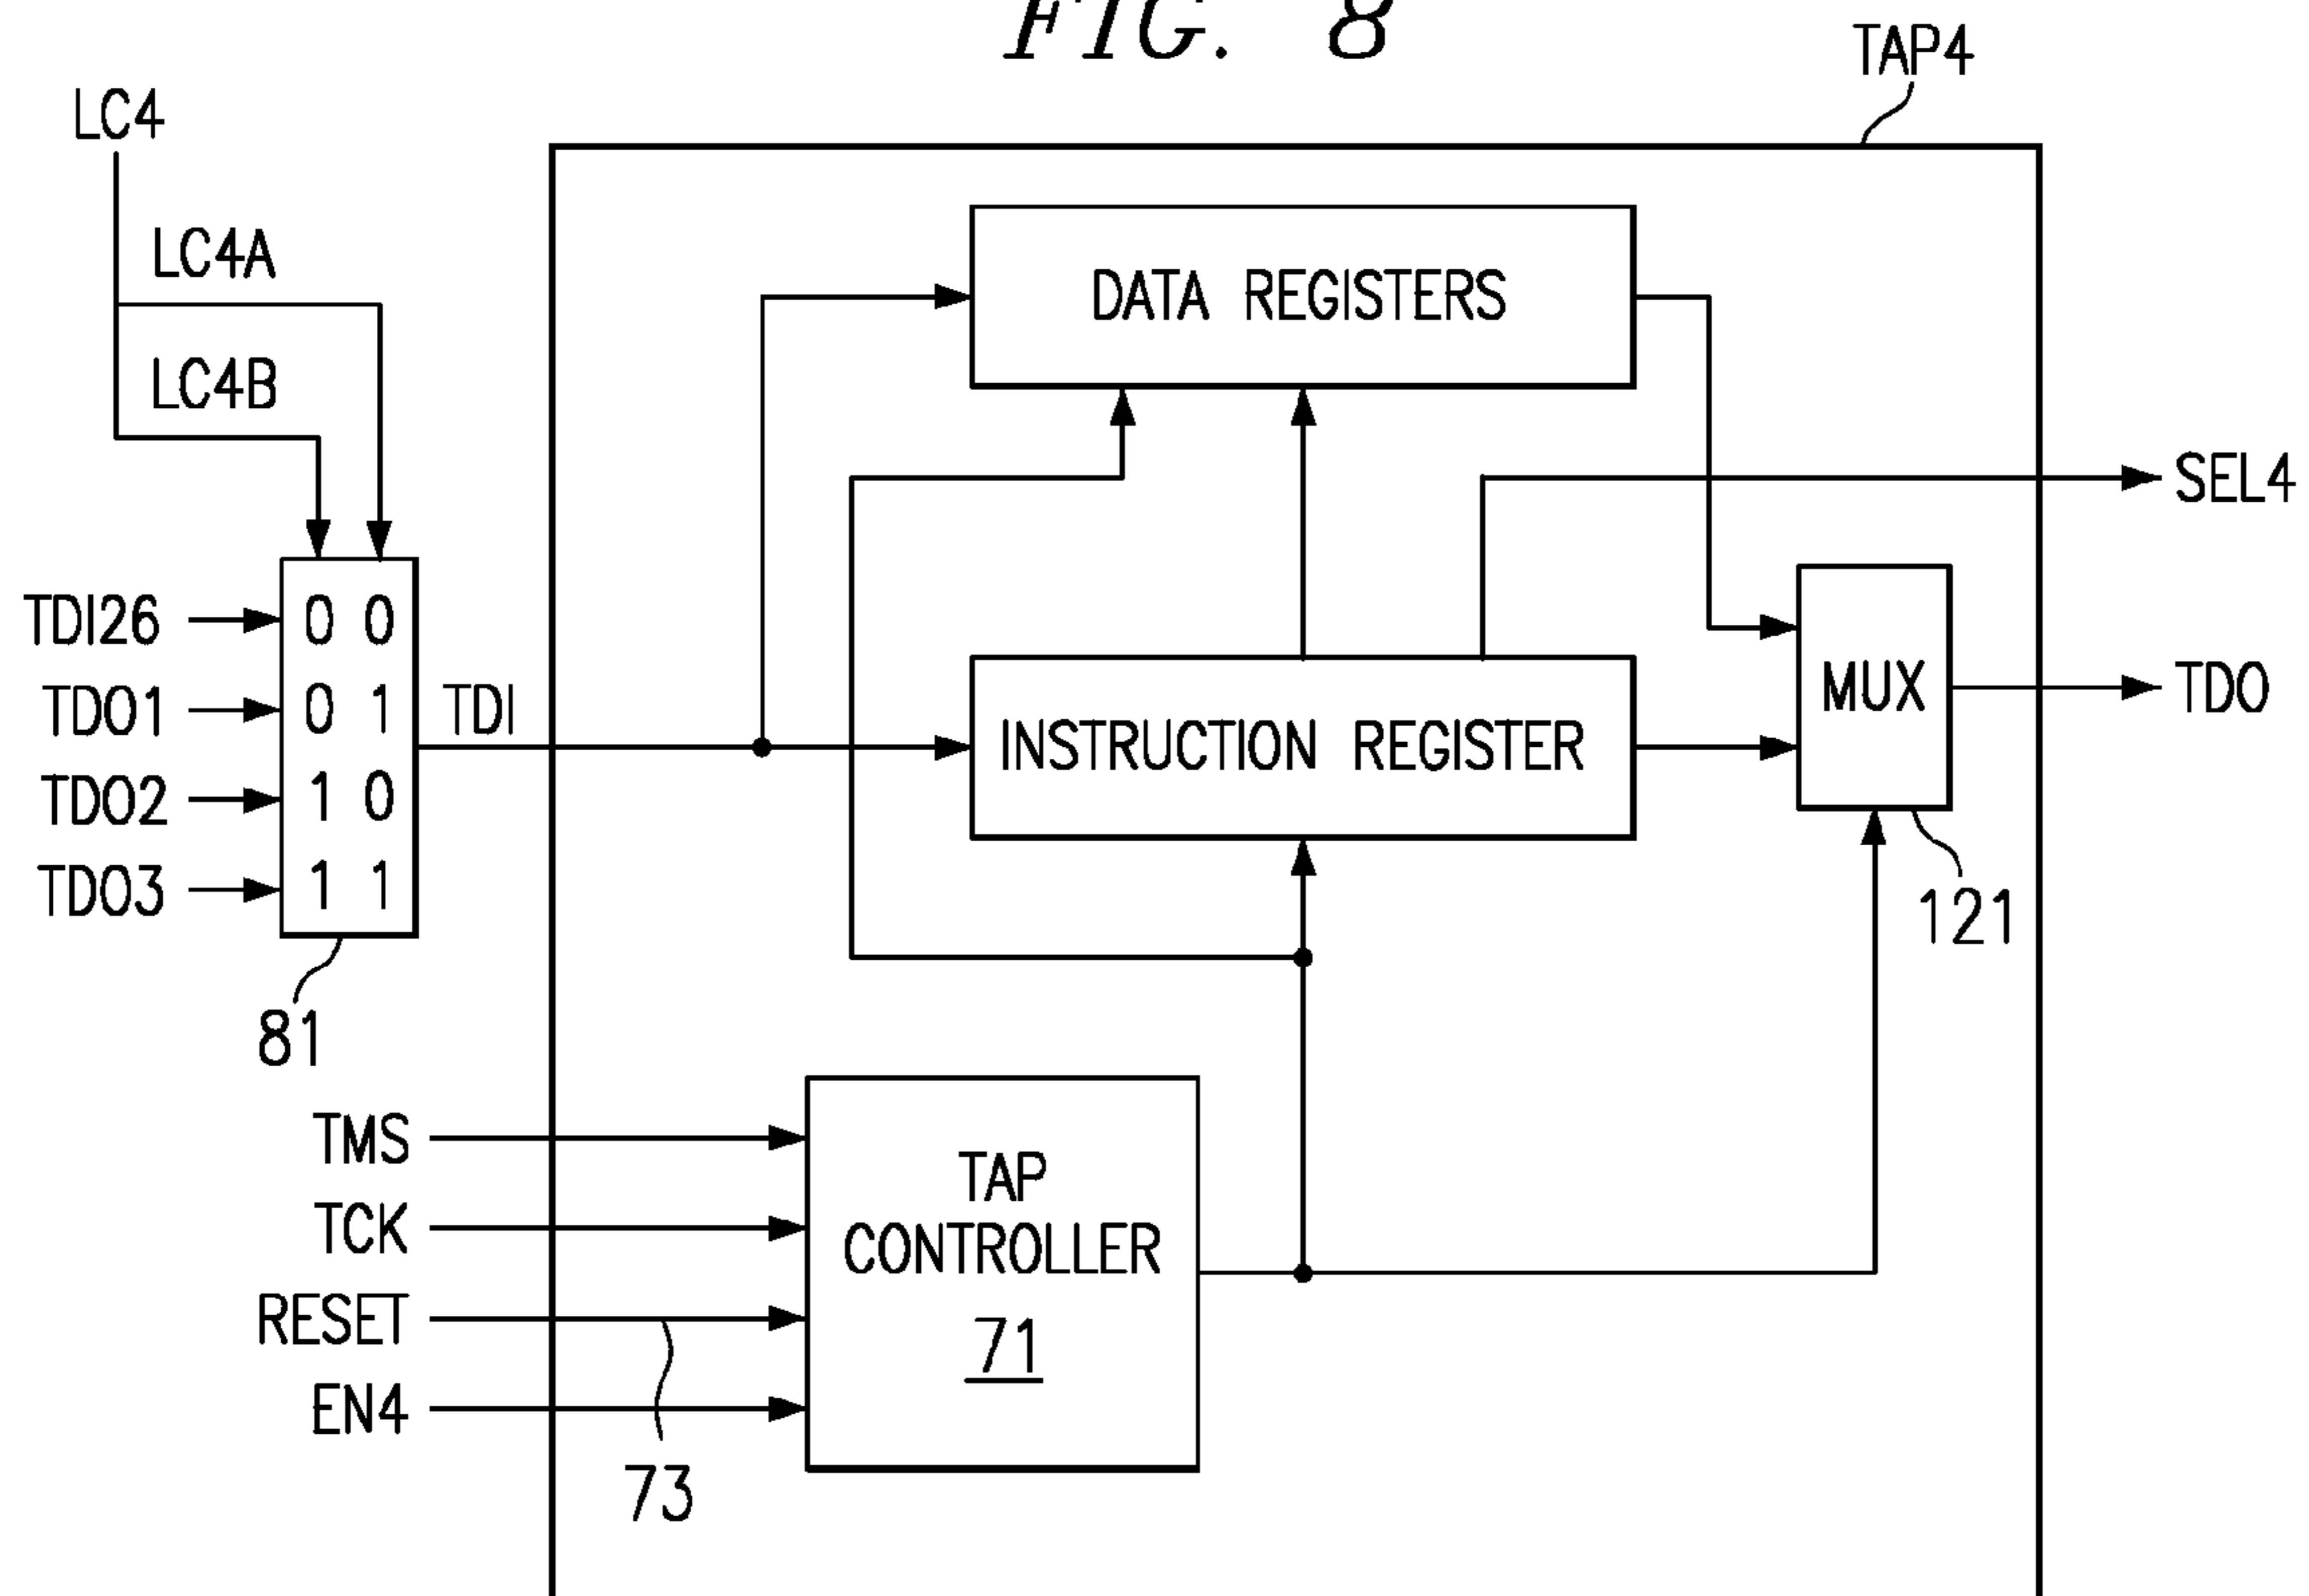 FIG. 8
TAP4
LC4
LC4A
LC4B
DATA REGISTERS
SEL4
TDI26
0 0
TDO1
0 1
TDO2
1 0
TDO3
1 1
TDI
INSTRUCTION REGISTER
MUX
TDO
121
81
TMS
TCK
RESET
EN4
TAP
CONTROLLER
71
73